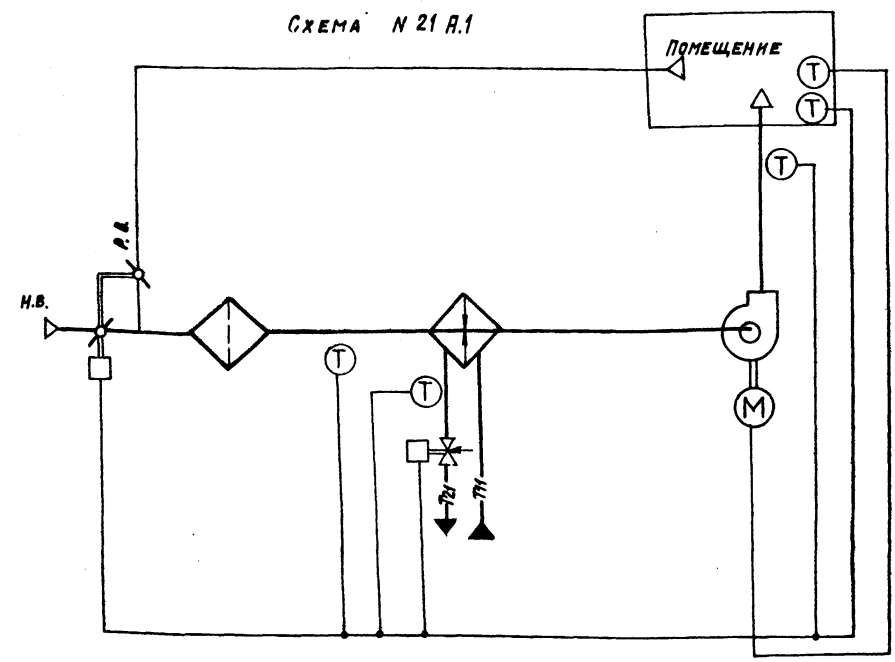 СХЕМА N 21 А.1
ПОМЕЩЕНИЕ
Т
Т
Т
Р.В.
Н.В.
Т
Т
М
Т21
Т11